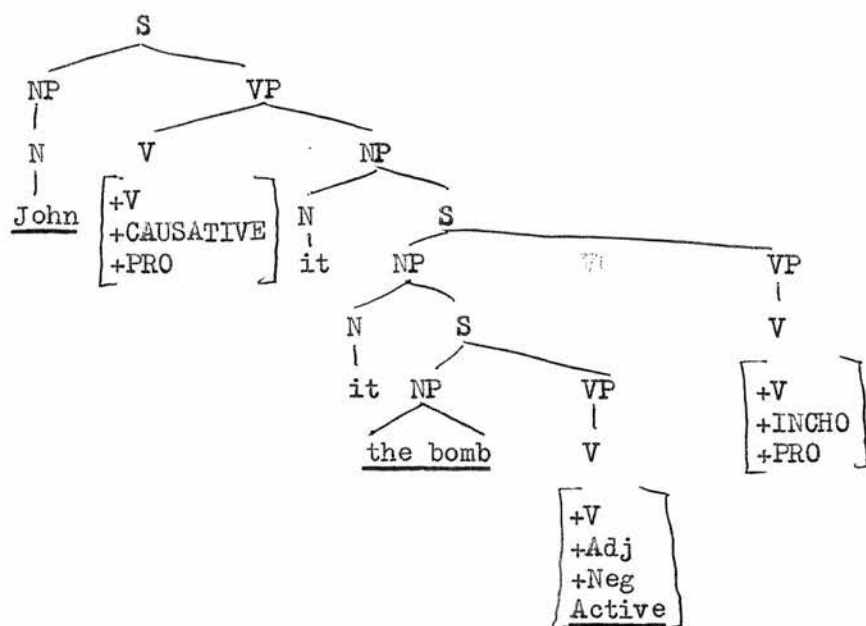 S
NP VP
N V NP
John [+V +CAUSATIVE +PRO] N S
it NP VP
N S V
it NP VP [+V +INCHO +PRO]
the bomb V
[+V +Adj +Neg Active]